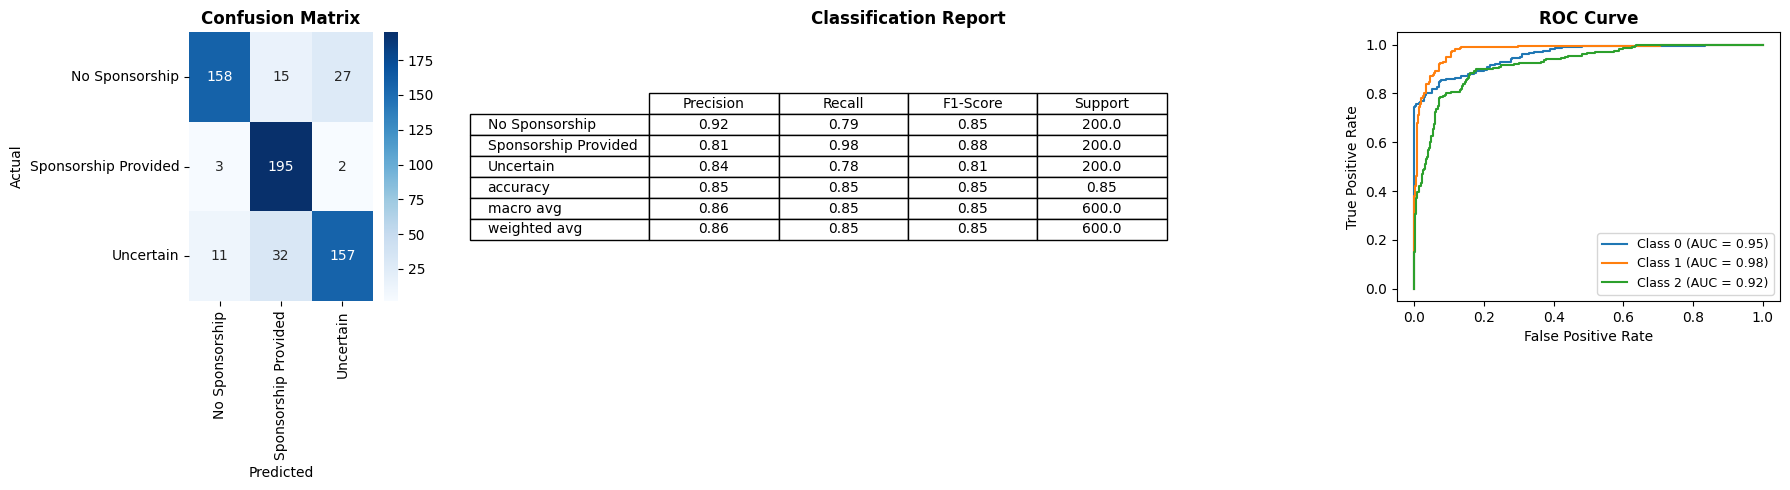 Confusion Matrix
No Sponsorship
Sponsorship Provided
Uncertain
Actual
158 15 27
3 195 2
11 32 157
No Sponsorship
Sponsorship Provided
Uncertain
Predicted
175
150
125
100
75
50
25
Classification Report
Precision Recall F1-Score Support
No Sponsorship 0.92 0.79 0.85 200.0
Sponsorship Provided 0.81 0.98 0.88 200.0
Uncertain 0.84 0.78 0.81 200.0
accuracy 0.85 0.85 0.85 0.85
macro avg 0.86 0.85 0.85 600.0
weighted avg 0.86 0.85 0.85 600.0
ROC Curve
True Positive Rate
1.0
0.8
0.6
0.4
0.2
0.0
Class 0 (AUC = 0.95)
Class 1 (AUC = 0.98)
Class 2 (AUC = 0.92)
0.0 0.2 0.4 0.6 0.8 1.0
False Positive Rate